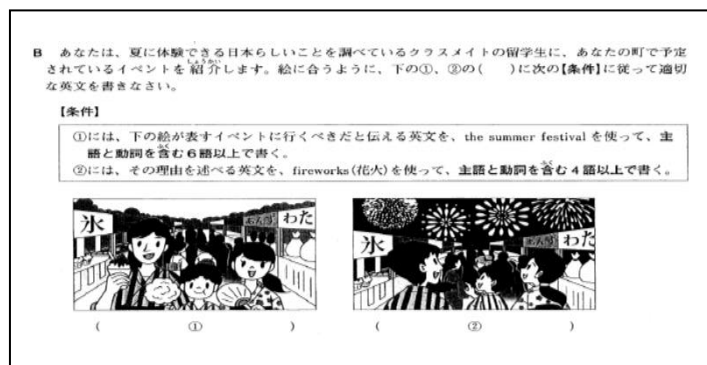 B あなたは、夏に体験できる日本らしいことを調べているクラスメイトの留学生に、あなたの町で予定
されているイベントを紹介します。絵に合うように、下の①、②の( )に次の【条件】に従って適切
な英文を書きなさい。
【条件】
①には、下の絵が表すイベントに行くべきだと伝える英文を、the summer festival を使って、主
語と動詞を含む6語以上で書く。
②には、その理由を述べる英文を、fireworks(花火)を使って、主語と動詞を含む4語以上で書く。
氷 わた
氷 わた
( ① ) ( ② )